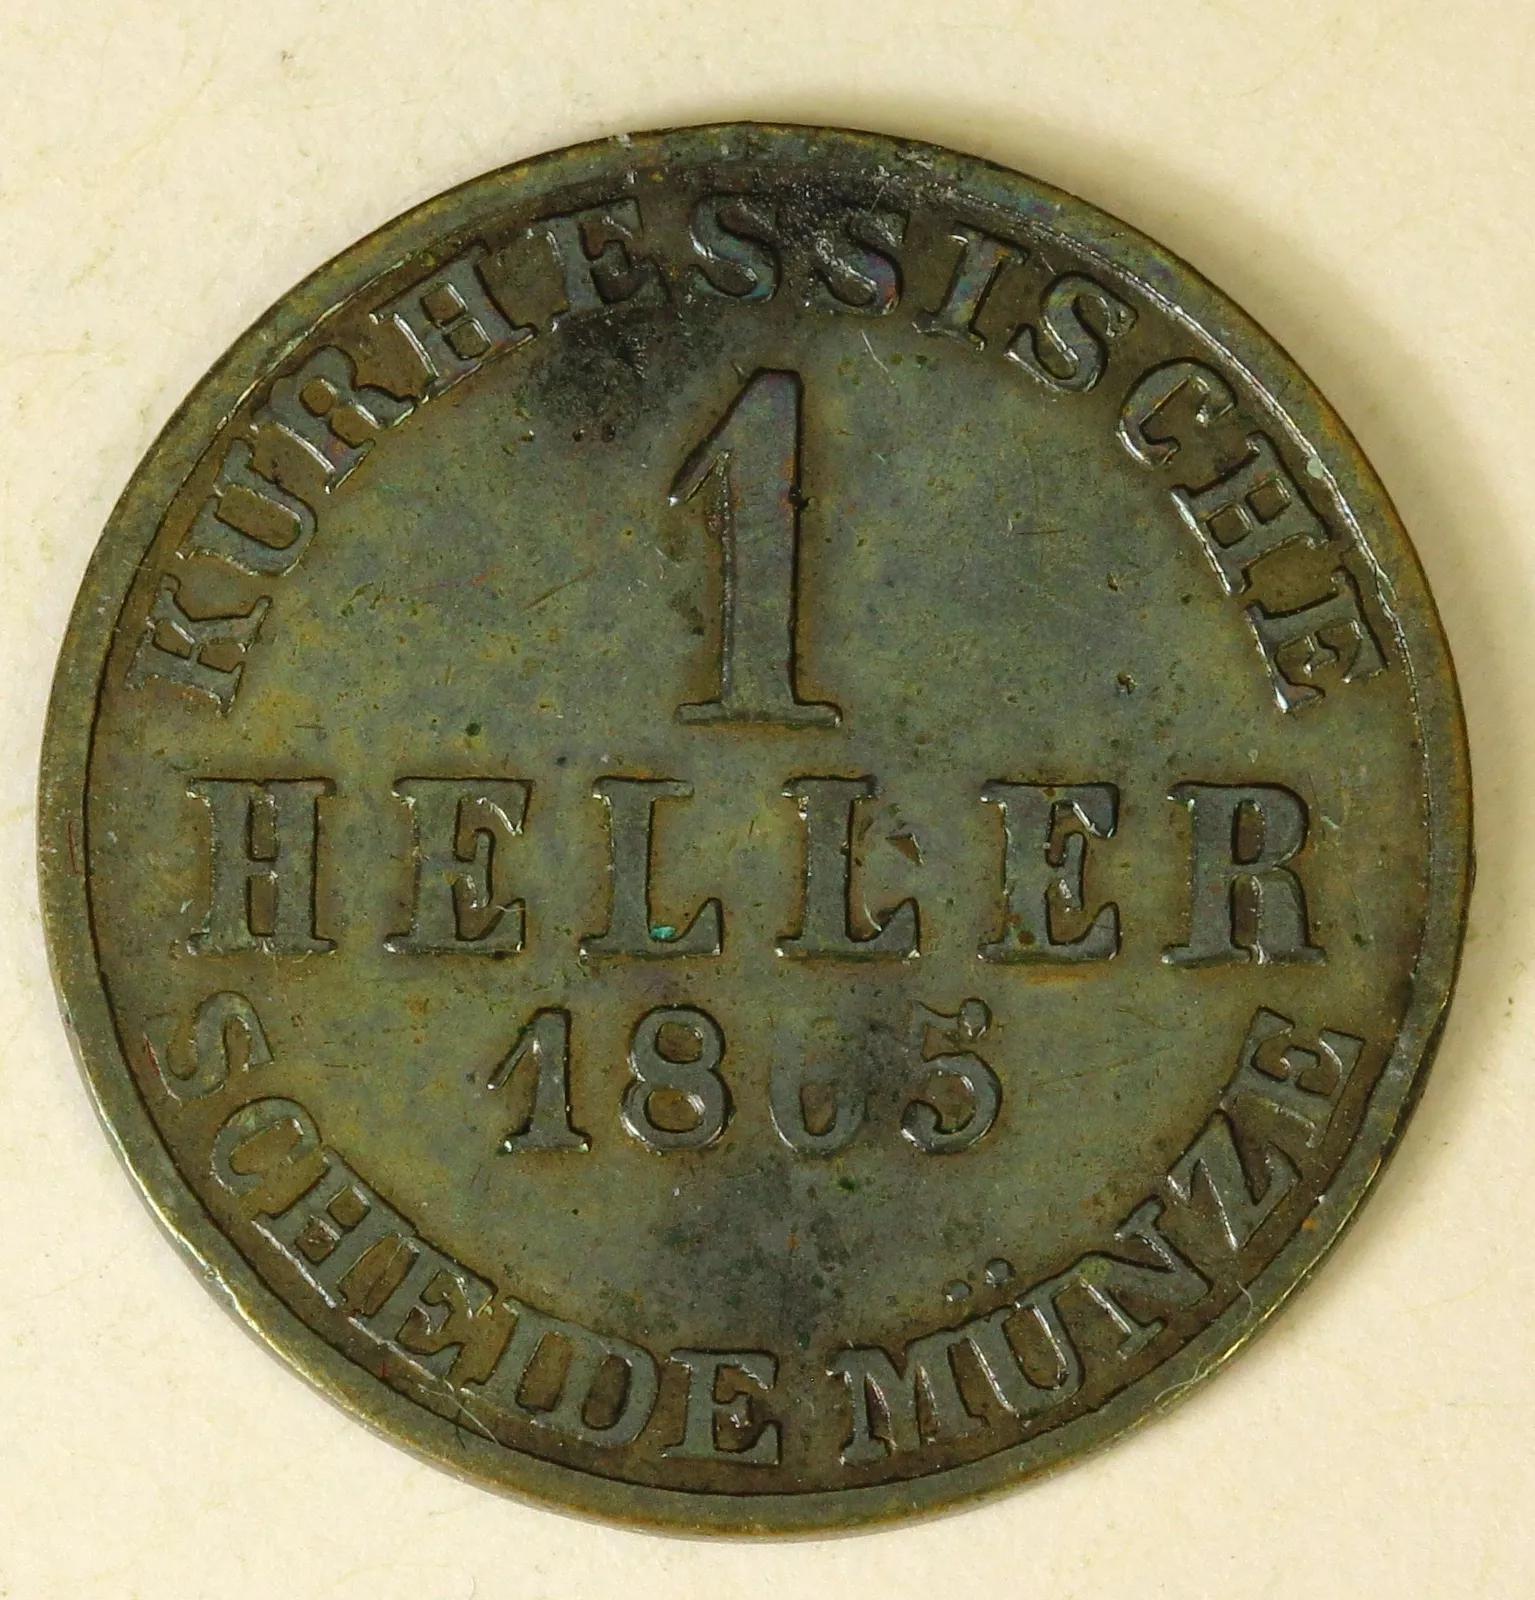 KURHESSISCHE
1
HELLER
1865
SCHEIDE MÜNZE